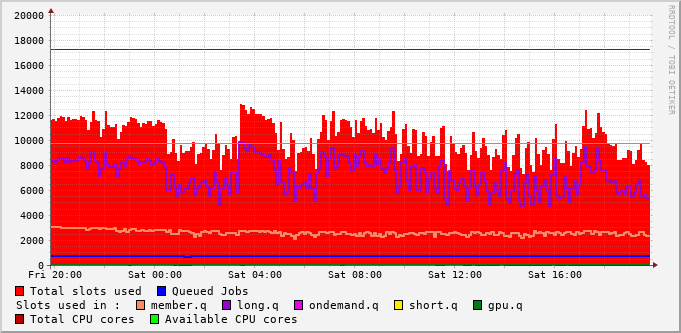 20000
18000
16000
14000
12000
10000
8000
6000
4000
2000
0
Fri 20:00 Sat 00:00 Sat 04:00 Sat 08:00 Sat 12:00 Sat 16:00
RRDTOOL / TOBI OETIKER
Total slots used Queued Jobs
Slots used in : member.q long.q ondemand.q short.q gpu.q
Total CPU cores Available CPU cores